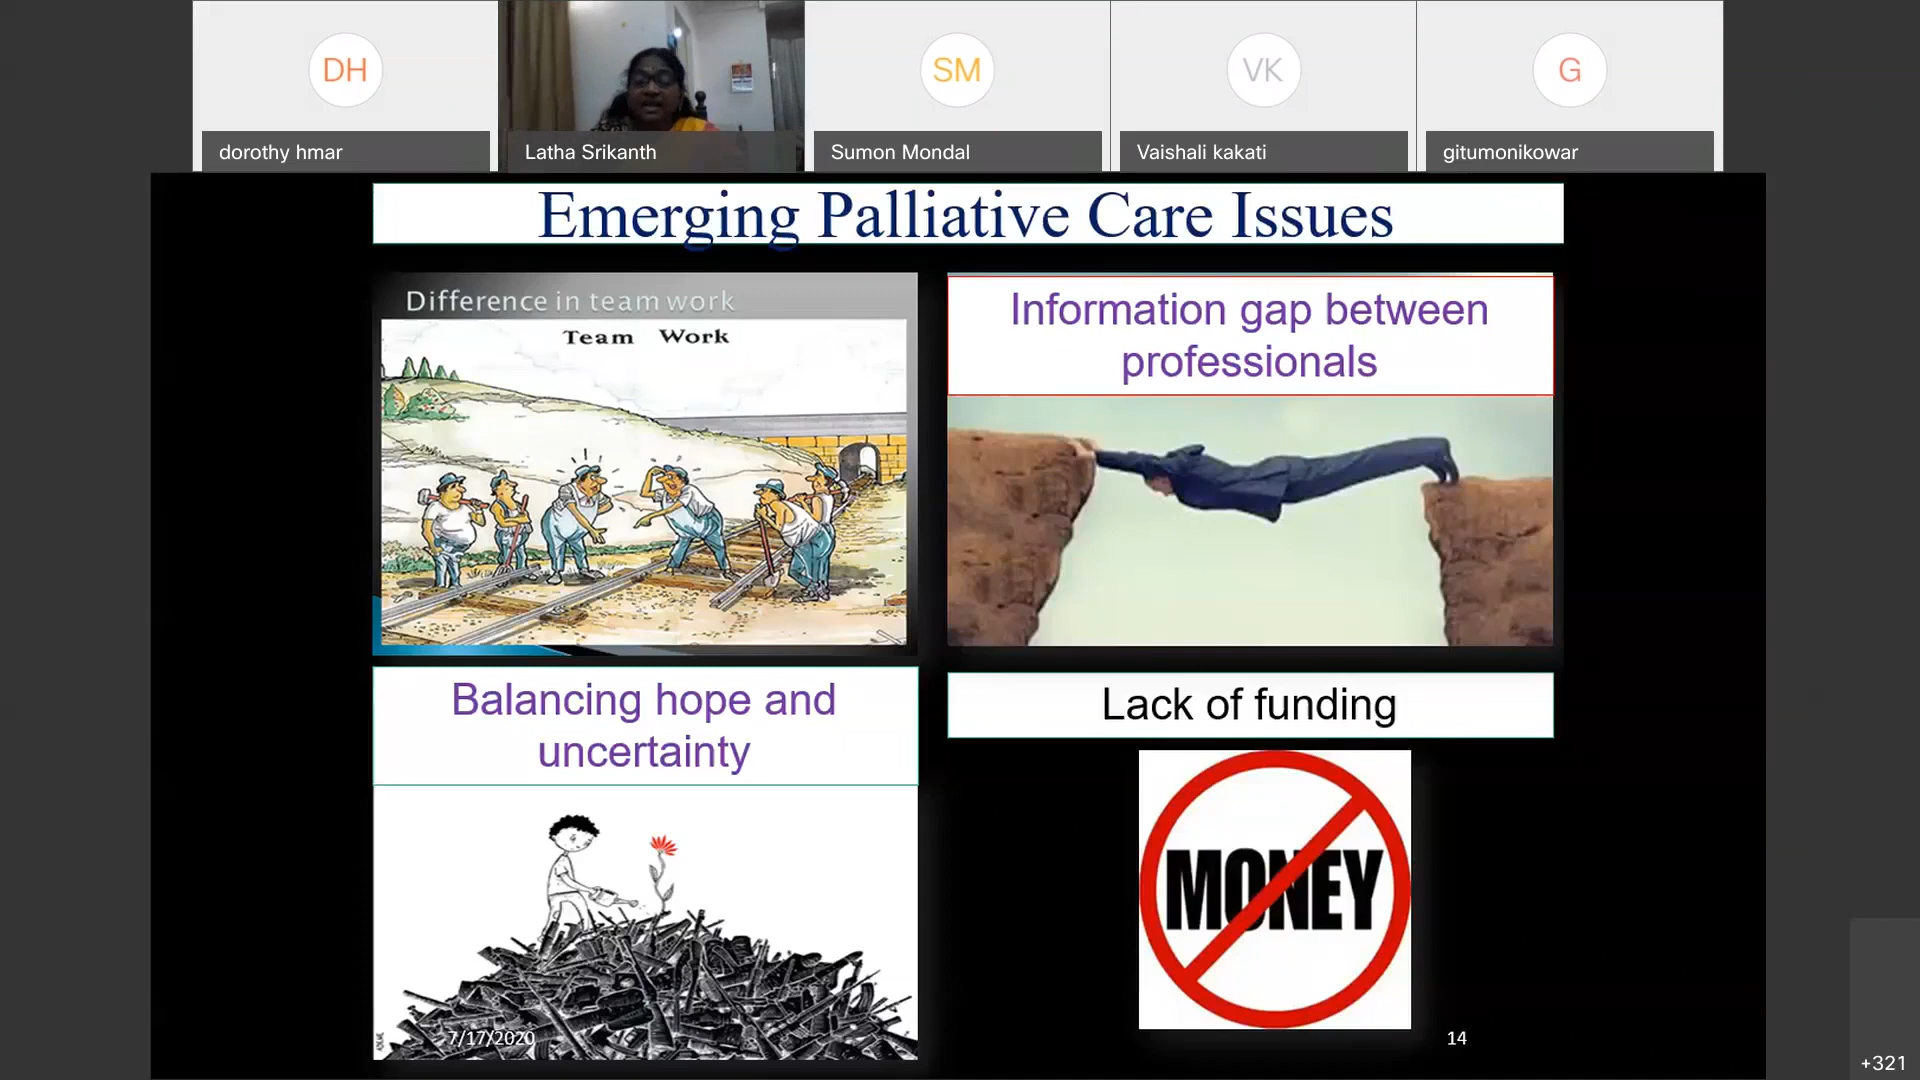 DH
SM
VK
G
dorothy hmar
Latha Srikanth
Sumon Mondal
Vaishali kakati
gitumonikowar
Emerging Palliative Care Issues
Difference in team work
Team Work
Information gap between
professionals
Balancing hope and
uncertainty
Lack of funding
MONEY
7/17/2020
14
+321